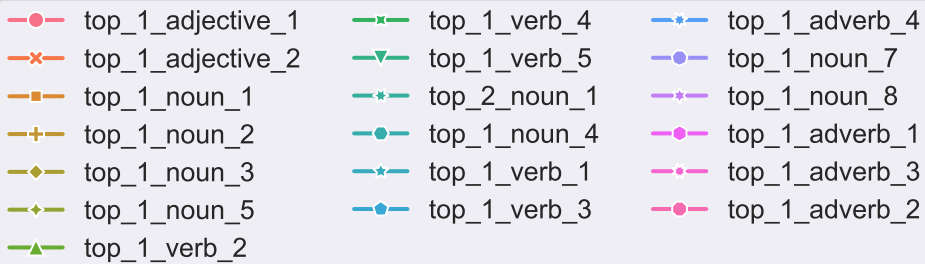 top_1_adjective_1
top_1_adjective_2
top_1_noun_1
top_1_noun_2
top_1_noun_3
top_1_noun_5
top_1_verb_2
top_1_verb_4
top_1_verb_5
top_2_noun_1
top_1_noun_4
top_1_verb_1
top_1_verb_3
top_1_adverb_4
top_1_noun_7
top_1_noun_8
top_1_adverb_1
top_1_adverb_3
top_1_adverb_2